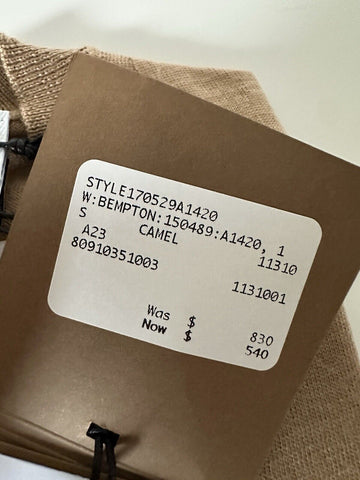 STYLE170529A1420
W:BEMPTON:150489:A1420, 1
S 11310
A23 CAMEL
80910351003 1131001
Was $ 830
Now $ 540